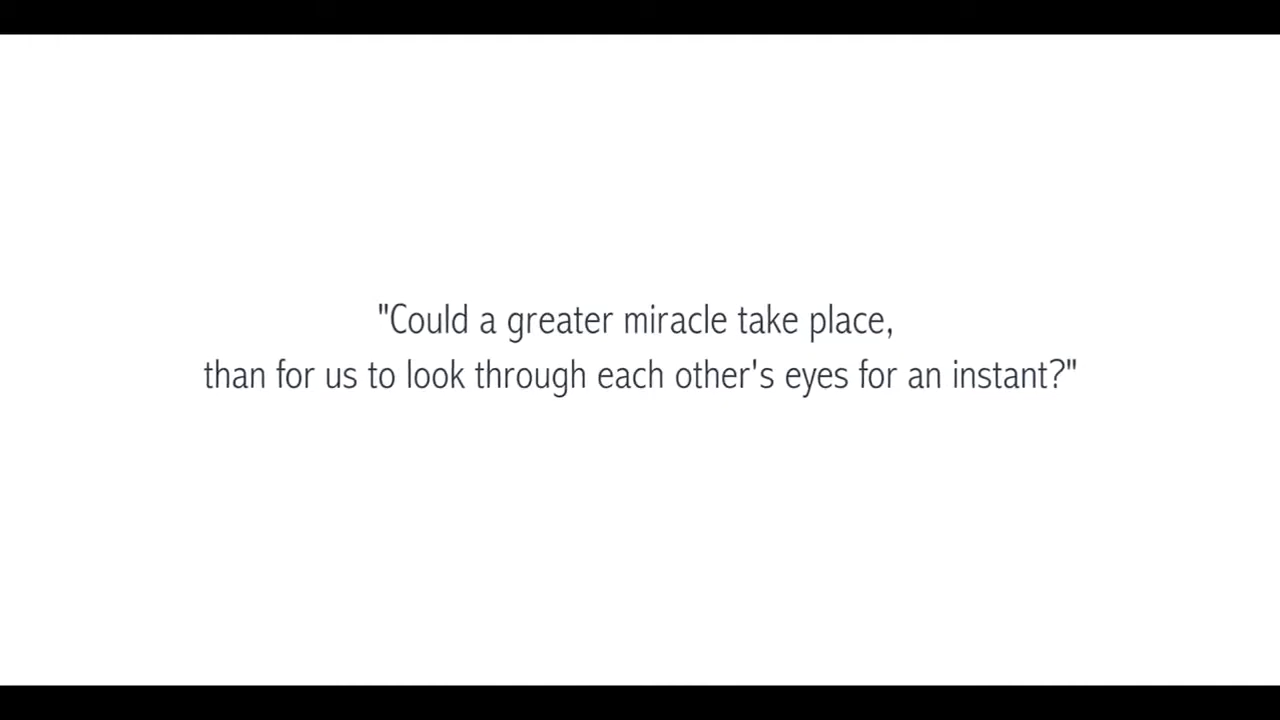 "Could a greater miracle take place,
than for us to look through each other's eyes for an instant?"